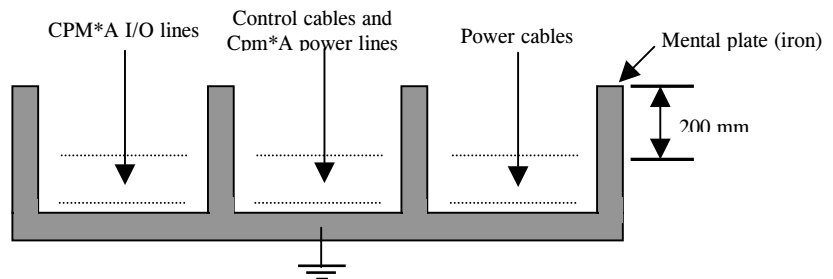 CPM*A I/O lines
Control cables and
Cpm*A power lines
Power cables
Mental plate (iron)
200 mm